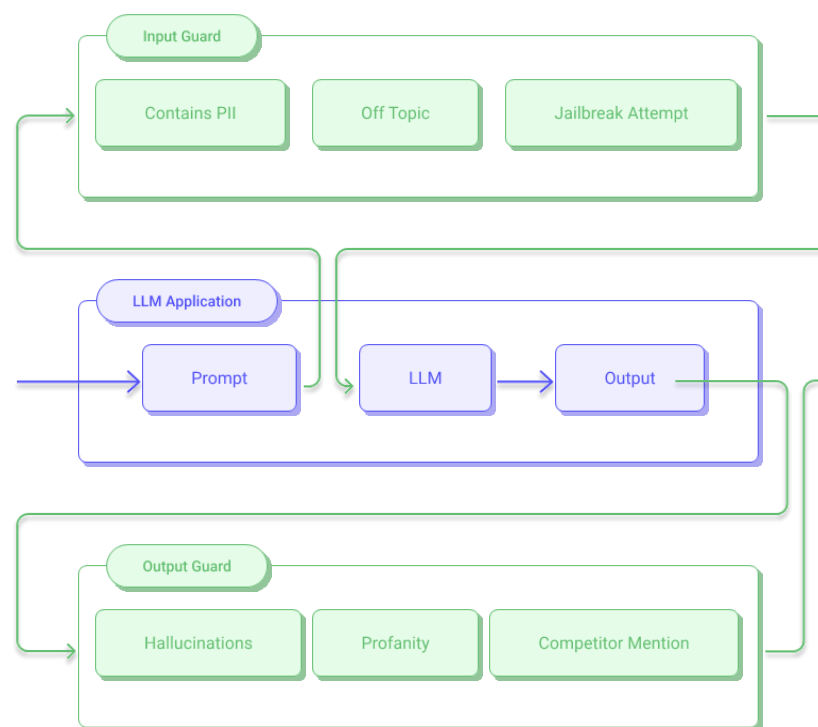 Input Guard
Contains PII
Off Topic
Jailbreak Attempt
LLM Application
Prompt
LLM
Output
Output Guard
Hallucinations
Profanity
Competitor Mention